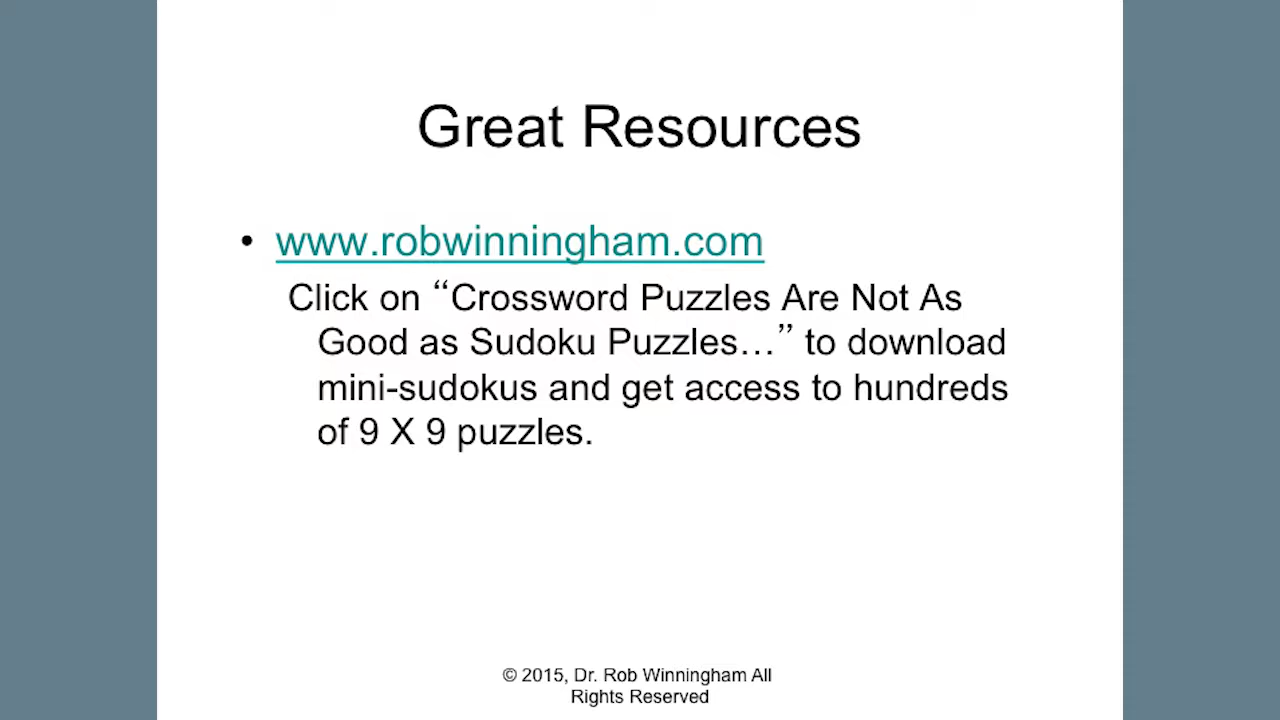 Great Resources
• www.robwinningham.com
Click on “Crossword Puzzles Are Not As
Good as Sudoku Puzzles…” to download
mini-sudokus and get access to hundreds
of 9 X 9 puzzles.
© 2015, Dr. Rob Winningham All
Rights Reserved